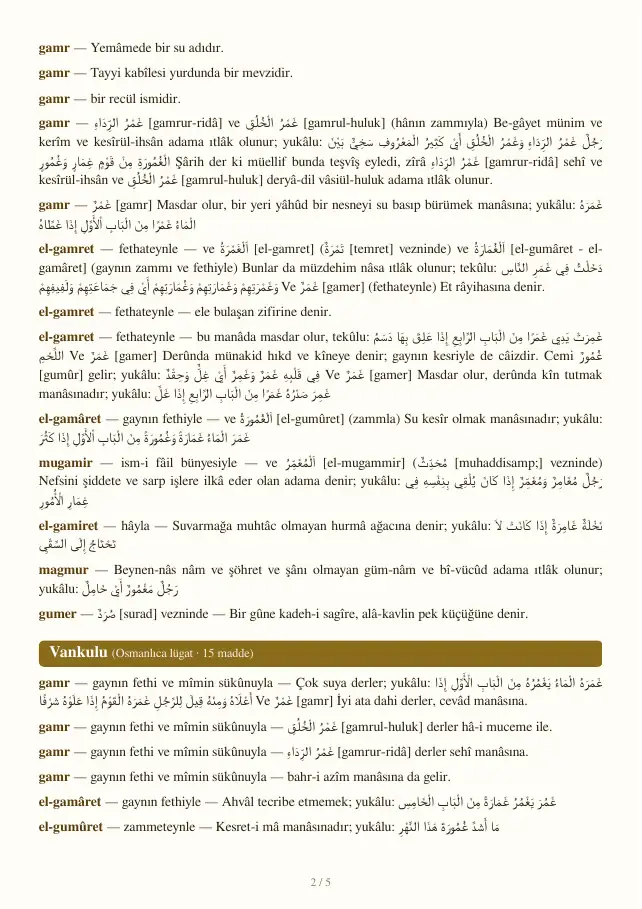 gamr — Yemâmede bir su adıdır.
gamr — Tayyi kabîlesi yurdunda bir mevzidir.
gamr — bir recül ismidir.
gamr — غَمْرُ الرِّدَاءِ [gamrur-ridâ] ve غَمْرُ الْخُلُقِ [gamrul-huluk] (hânın zammıyla) Be-gâyet münim ve
kerîm ve kesîrül-ihsân adama ıtlâk olunur; yukâlu: رَجُلٌ غَمْرُ الرِّدَاءِ وَغَمْرُ الْخُلُقِ أَيْ كَثِيرُ الْمَعْرُوفِ سَخِيٌّ بَيِّنُ
الْغُمُورَةِ مِنْ قَوْمٍ غِمَارٍ وَغُمُورٍ Şârih der ki müellif bunda teşvîş eyledi, zîrâ غَمْرُ الرِّدَاءِ [gamrur-ridâ] sehî ve
kesîrül-ihsân ve غَمْرُ الْخُلُقِ [gamrul-huluk] deryâ-dil vâsiül-huluk adama ıtlâk olunur.
gamr — غَمْرٌ [gamr] Masdar olur, bir yeri yâhûd bir nesneyi su basıp bürümek manâsına; yukâlu: غَمَرَهُ
الْمَاءُ غَمْرًا مِنَ الْبَابِ الْأَوَّلِ إِذَا غَطَّاهُ
el-gamret — fethateynle — ve اَلْغَمْرَةُ [el-gamret] (تَمْرَةٌ [temret] vezninde) ve اَلْغُمَارَةُ [el-gumâret - el-
gamâret] (gaynın zammı ve fethiyle) Bunlar da müzdehim nâsa ıtlâk olunur; tekûlu: دَخَلْتُ فِي غَمَرِ النَّاسِ
وَغَمْرَتِهِمْ وَغَمَارَتِهِمْ وَغُمَارَتِهِمْ أَيْ فِي جَمَاعَتِهِمْ وَلَفِيفِهِمْ Ve غَمَرٌ [gamer] (fethateynle) Et râyihasına denir.
el-gamret — fethateynle — ele bulaşan zifirine denir.
el-gamret — fethateynle — bu manâda masdar olur, tekûlu: غَمِرَتْ يَدِي غَمَرًا مِنَ الْبَابِ الرَّابِعِ إِذَا عَلِقَ بِهَا دَسَمُ
اللَّحْمِ Ve غَمَرٌ [gamer] Derûnda münakid hıkd ve kîneye denir; gaynın kesriyle de câizdir. Cemi غُمُورٌ
[gumûr] gelir; yukâlu: فِي قَلْبِهِ غَمَرٌ وَغِمْرٌ أَيْ غِلٌّ وَحِقْدٌ Ve غَمَرٌ [gamer] Masdar olur, derûnda kîn tutmak
manâsınadır; yukâlu: غَمِرَ صَدْرُهُ غَمَرًا مِنَ الْبَابِ الرَّابِعِ إِذَا غَلَّ
el-gamâret — gaynın fethiyle — ve اَلْغُمُورَةُ [el-gumûret] (zammla) Su kesîr olmak manâsınadır; yukâlu:
غَمُرَ الْمَاءُ غَمَارَةً وَغُمُورَةً مِنَ الْبَابِ الْأَوَّلِ إِذَا كَثُرَ
mugamir — ism-i fâil bünyesiyle — ve اَلْمُغَمِّرُ [el-mugammir] (مُحَدِّثٌ [muhaddisamp;] vezninde)
Nefsini şiddete ve sarp işlere ilkâ eder olan adama denir; yukâlu: رَجُلٌ مُغَامِرٌ وَمُغَمِّرٌ إِذَا كَانَ يُلْقِي بِنَفْسِهِ فِي
غِمَارِ الْأُمُورِ
el-gamiret — hâyla — Suvarmağa muhtâc olmayan hurmâ ağacına denir; yukâlu: نَخْلَةٌ غَامِرَةٌ إِذَا كَانَتْ لَا
تَحْتَاجُ إِلَى السَّقْيِ
magmur — Beynen-nâs nâm ve şöhret ve şânı olmayan güm-nâm ve bî-vücûd adama ıtlâk olunur;
yukâlu: رَجُلٌ مَغْمُورٌ أَيْ خَامِلٌ
gumer — صُرَدٌ [surad] vezninde — Bir gûne kadeh-i sagîre, alâ-kavlin pek küçüğüne denir.
Vankulu (Osmanlıca lügat · 15 madde)
gamr — gaynın fethi ve mîmin sükûnuyla — Çok suya derler; yukâlu: غَمَرَهُ الْمَاءُ يَغْمُرُهُ مِنَ الْبَابِ الْأَوَّلِ إِذَا
أَعْلَاهُ وَمِنْهُ قِيلَ لِلرَّجُلِ غَمَرَهُ الْقَوْمُ إِذَا عَلَوْهُ شَرَفًا Ve غَمْرٌ [gamr] İyi ata dahi derler, cevâd manâsına.
gamr — gaynın fethi ve mîmin sükûnuyla — غَمْرُ الْخُلُقِ [gamrul-huluk] derler hâ-i muceme ile.
gamr — gaynın fethi ve mîmin sükûnuyla — غَمْرُ الرِّدَاءِ [gamrur-ridâ] derler sehî manâsına.
gamr — gaynın fethi ve mîmin sükûnuyla — bahr-i azîm manâsına da gelir.
el-gamâret — gaynın fethiyle — Ahvâl tecribe etmemek; yukâlu: غَمُرَ يَغْمُرُ غَمَارَةً مِنَ الْبَابِ الْخَامِسِ
el-gumûret — zammeteynle — Kesret-i mâ manâsınadır; yukâlu: مَا أَشَدَّ غُمُورَةَ هَذَا النَّهْرِ
2 / 5